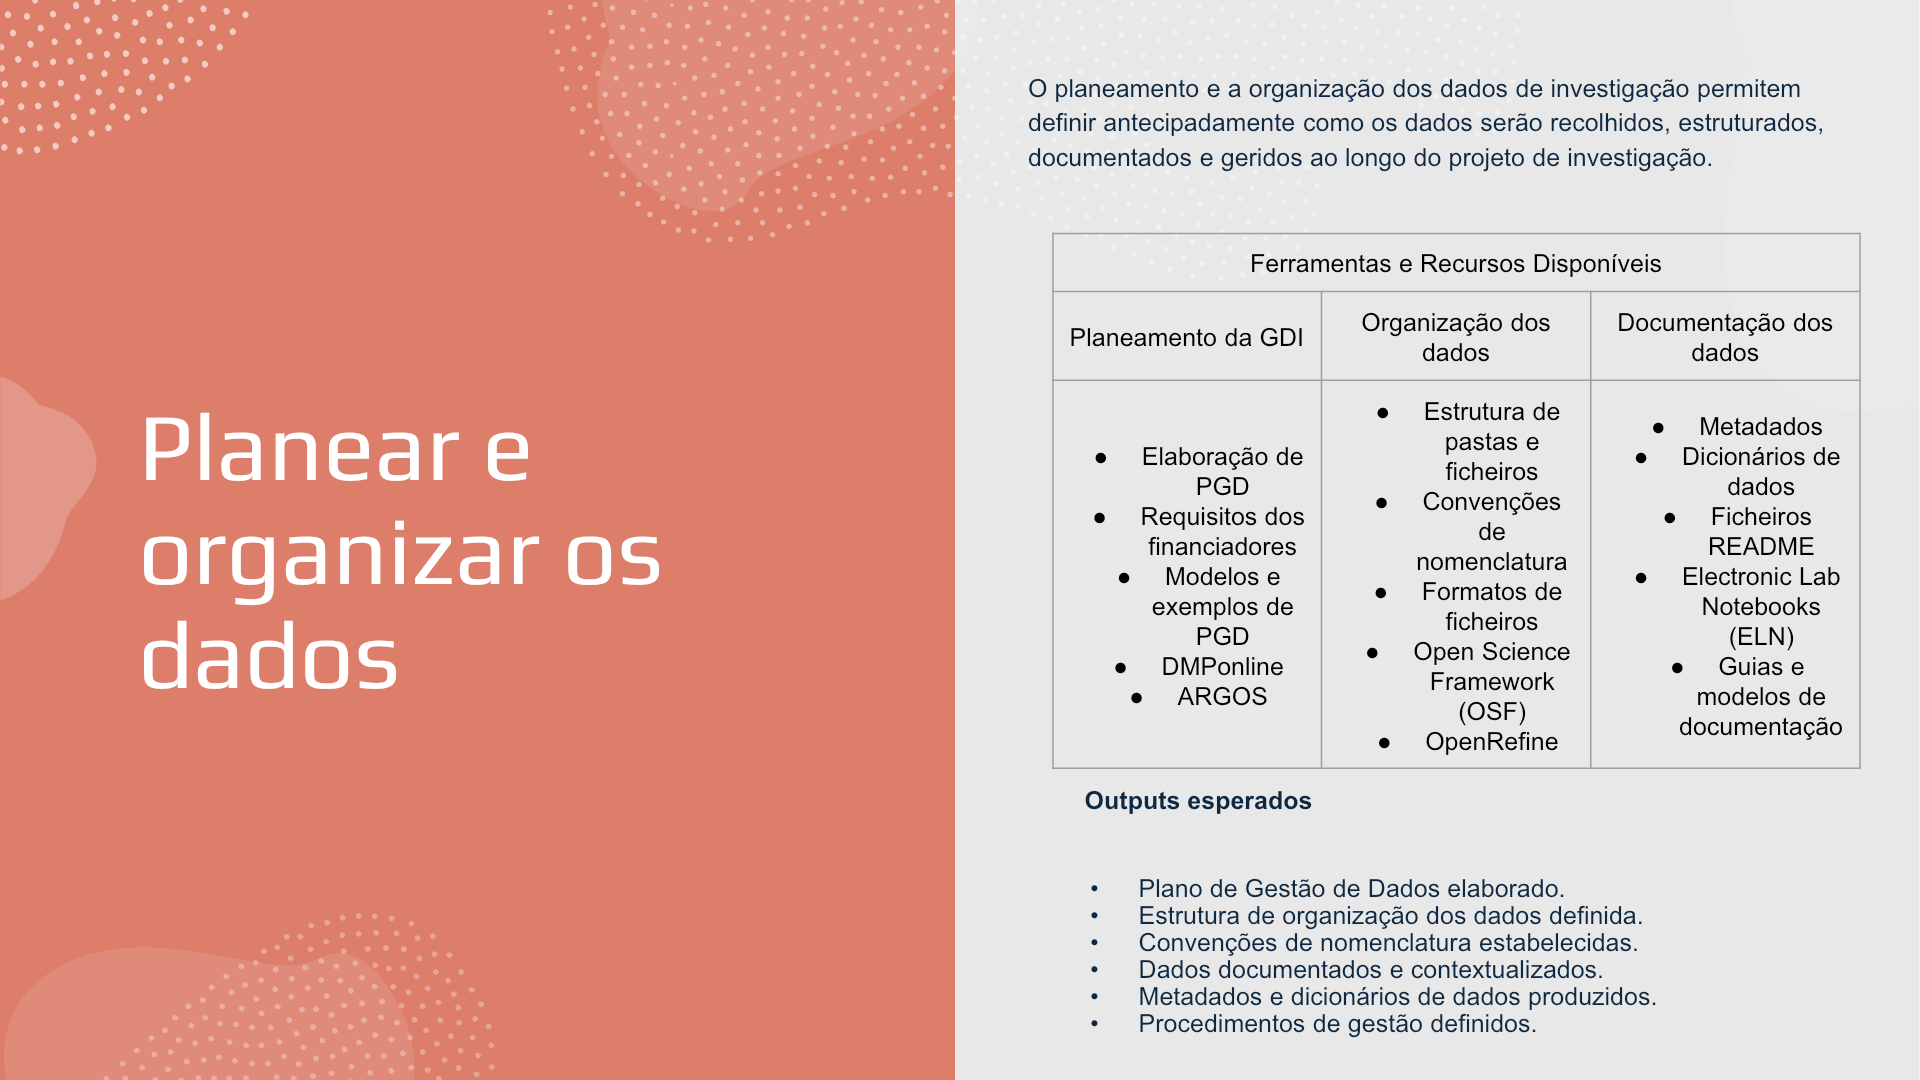 Planear e
organizar os
dados
O planeamento e a organização dos dados de investigação permitem
definir antecipadamente como os dados serão recolhidos, estruturados,
documentados e geridos ao longo do projeto de investigação.
Ferramentas e Recursos Disponíveis
Planeamento da GDI
Organização dos
dados
Documentação dos
dados
● Elaboração de
PGD
● Requisitos dos
financiadores
● Modelos e
exemplos de
PGD
● DMPonline
● ARGOS
● Estrutura de
pastas e
ficheiros
● Convenções
de
nomenclatura
● Formatos de
ficheiros
● Open Science
Framework
(OSF)
● OpenRefine
● Metadados
● Dicionários de
dados
● Ficheiros
README
● Electronic Lab
Notebooks
(ELN)
● Guias e
modelos de
documentação
Outputs esperados
• Plano de Gestão de Dados elaborado.
• Estrutura de organização dos dados definida.
• Convenções de nomenclatura estabelecidas.
• Dados documentados e contextualizados.
• Metadados e dicionários de dados produzidos.
• Procedimentos de gestão definidos.